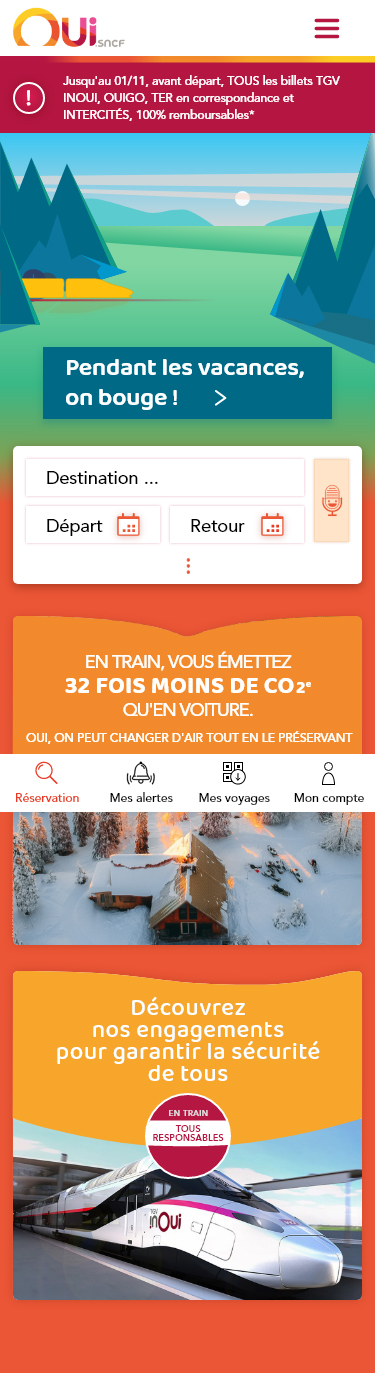 OUi SNCF
Jusqu'au 01/11, avant départ, TOUS les billets TGV
INOUI, OUIGO, TER en correspondance et
INTERCITÉS, 100% remboursables*
Pendant les vacances,
on bouge ! >
Destination ...
Départ
Retour
EN TRAIN, VOUS ÉMETTEZ
32 FOIS MOINS DE CO2ᵉ
QU'EN VOITURE.
OUI, ON PEUT CHANGER D'AIR TOUT EN LE PRÉSERVANT
Réservation
Mes alertes
Mes voyages
Mon compte
Découvrez
nos engagements
pour garantir la sécurité
de tous
EN TRAIN
TOUS
RESPONSABLES
TGV
inOui